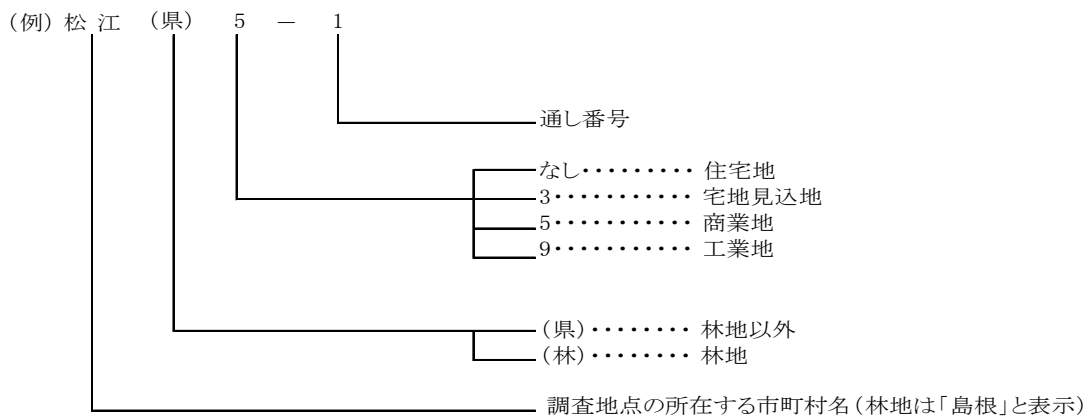 (例) 松 江 (県) 5 － 1
通し番号
なし・・・・・・・・・ 住宅地
3・・・・・・・・・・・ 宅地見込地
5・・・・・・・・・・・ 商業地
9・・・・・・・・・・・ 工業地
(県)・・・・・・・・ 林地以外
(林)・・・・・・・・ 林地
調査地点の所在する市町村名(林地は「島根」と表示)